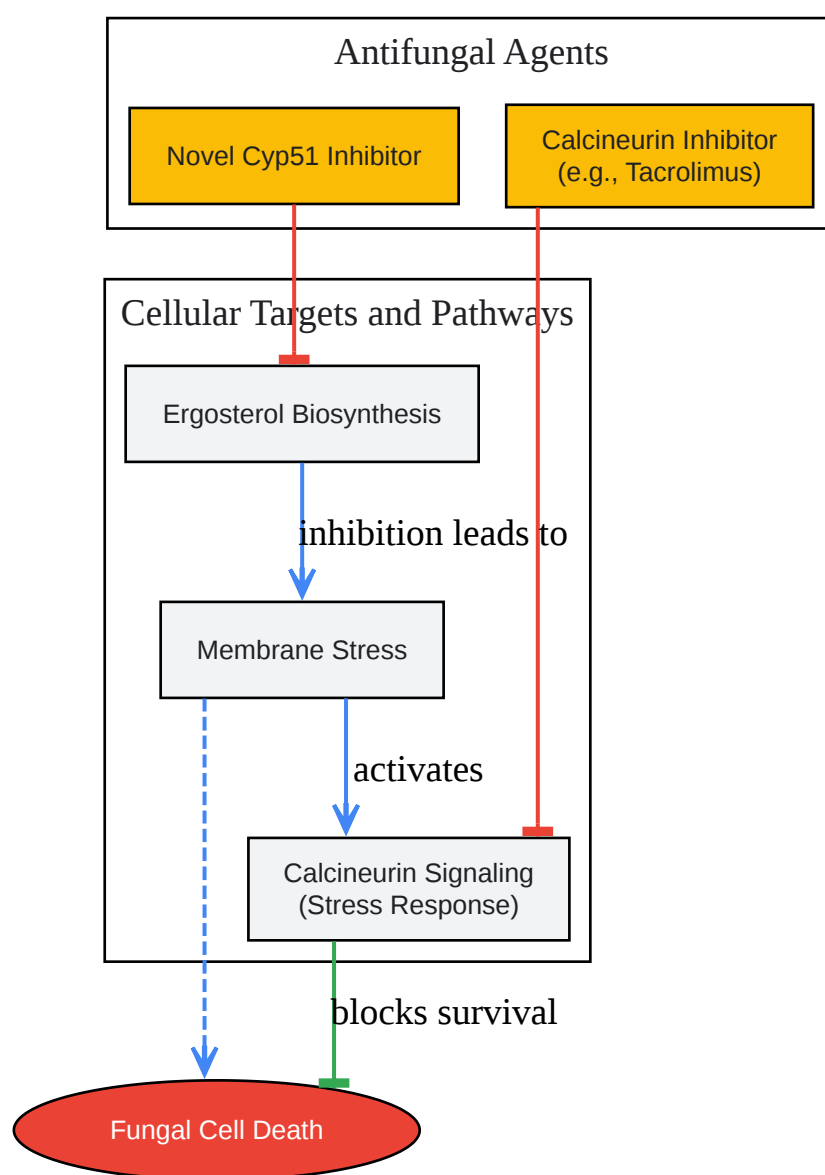 Antifungal Agents
Novel Cyp51 Inhibitor
Calcineurin Inhibitor
(e.g., Tacrolimus)
Cellular Targets and Pathways
Ergosterol Biosynthesis
inhibition leads to
Membrane Stress
activates
Calcineurin Signaling
(Stress Response)
blocks survival
Fungal Cell Death